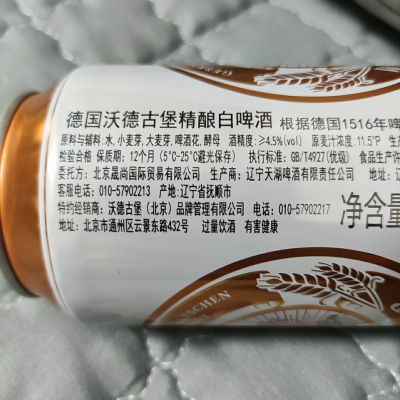 德国沃德古堡精酿白啤酒 根据德国1516年啤
原料与辅料:水,小麦芽,大麦芽,啤酒花,酵母 酒精度:≥4.5%(vol) 原麦汁浓度:11.5°P
检验合格 保质期:12个月(5°C-25°C避光保存) 执行标准:GB/T4927(优级) 食品生产许
委托方:北京晟尚国际贸易有限公司 生产商:辽宁天湖啤酒有限责任公司 地址:辽
客服电话:010-57902213 产地:辽宁省抚顺市
特约经销商:沃德古堡(北京)品牌管理有限公司 电话:010-57902217
地址:北京市通州区云景东路432号 过量饮酒 有害健康
净含量